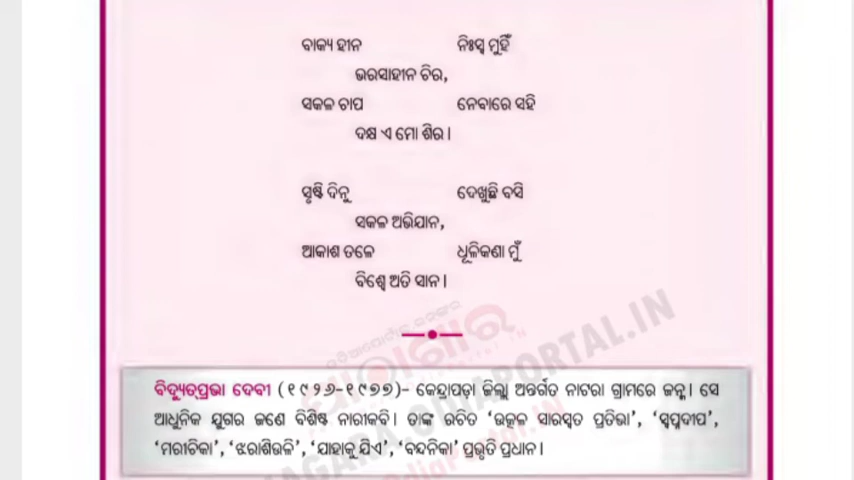 ବାକ୍ୟ ହୀନ ନିଃସ୍ୱ ମୁହିଁ
ଭରସାହୀନ ଚିର,
ସକଳ ଚାପ ନେବାରେ ସହି
ଦକ୍ଷ ଏ ମୋ ଶିର।
ସୃଷ୍ଟି ଦିନୁ ଦେଖୁଛି ବସି
ସକଳ ଅଭିଯାନ,
ଆକାଶ ତଳେ ଧୂଳିକଣା ମୁଁ
ବିଶ୍ୱେ ଅତି ସାନ।
ବିଦ୍ୟୁତ୍‌ପ୍ରଭା ଦେବୀ (୧୯୨୬-୧୯୭୭)- କେନ୍ଦ୍ରାପଡ଼ା ଜିଲ୍ଲା ଅନ୍ତର୍ଗତ ନାଟରା ଗ୍ରାମରେ ଜନ୍ମ। ସେ
ଆଧୁନିକ ଯୁଗର ଜଣେ ବିଶିଷ୍ଟ ନାରୀକବି। ତାଙ୍କ ରଚିତ ‘ଉତ୍କଳ ସାରସ୍ୱତ ପ୍ରତିଭା’, ‘ସ୍ୱପ୍ନଦୀପ’,
‘ମରୀଚିକା’, ‘ଝରାଶିଉଳି’, ‘ଯାହାକୁ ଯିଏ’, ‘ବନ୍ଦନିକା’ ପ୍ରଭୃତି ପ୍ରଧାନ।